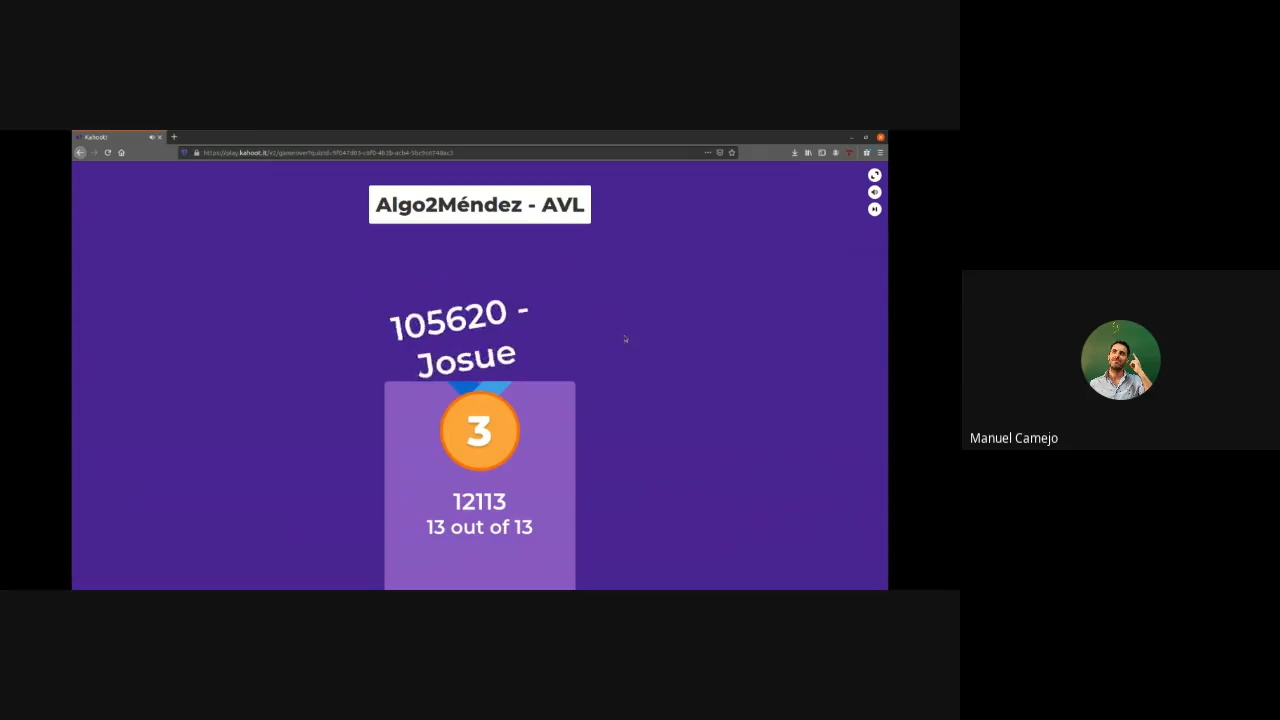 Kahoot!
Algo2Méndez - AVL
105620 -
Josue
3
12113
13 out of 13
Manuel Camejo